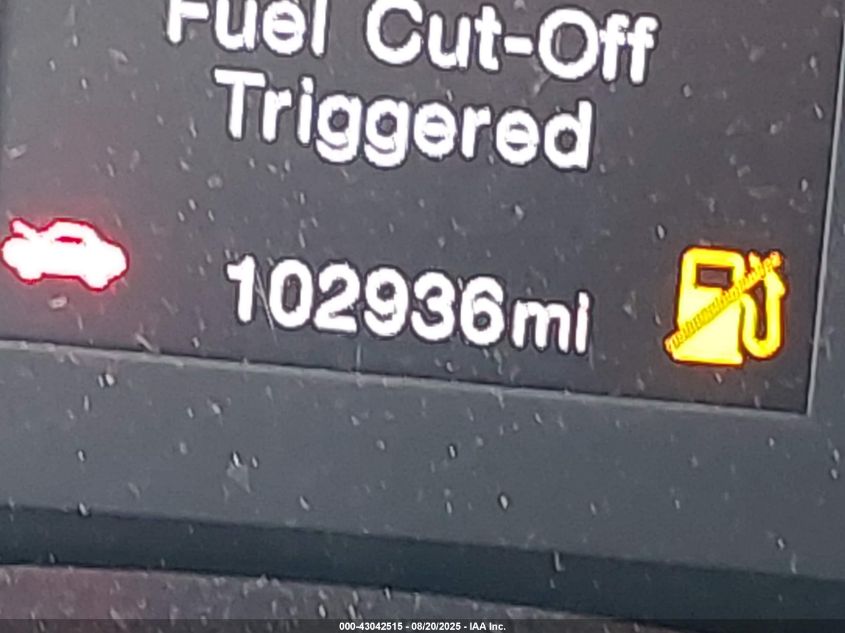 Fuel Cut-Off
Triggered
102936mi
000-43042515 - 08/20/2025 - IAA Inc.